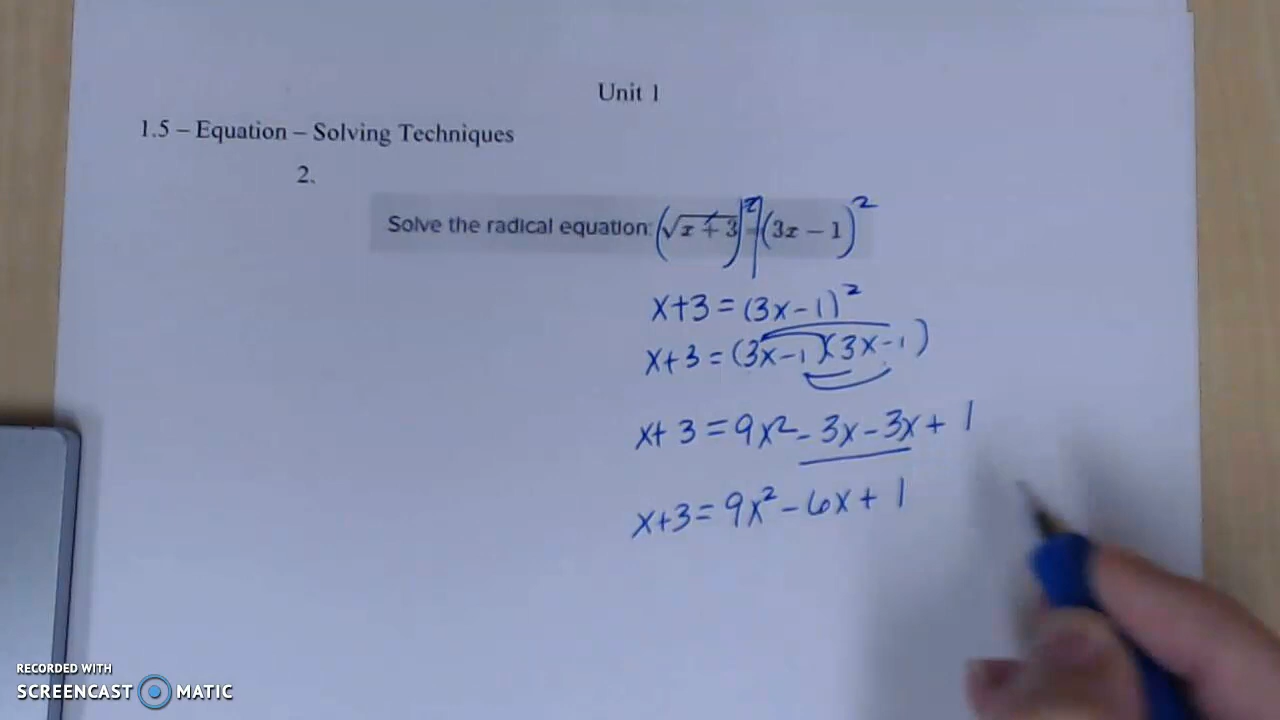 Unit 1
1.5 – Equation – Solving Techniques
2.
Solve the radical equation: (√x + 3)² = (3x − 1)²
x+3 = (3x-1)²
x+3 = (3x-1)(3x-1)
x+3 = 9x² - 3x - 3x + 1
x+3 = 9x² - 6x + 1
RECORDED WITH
SCREENCAST MATIC